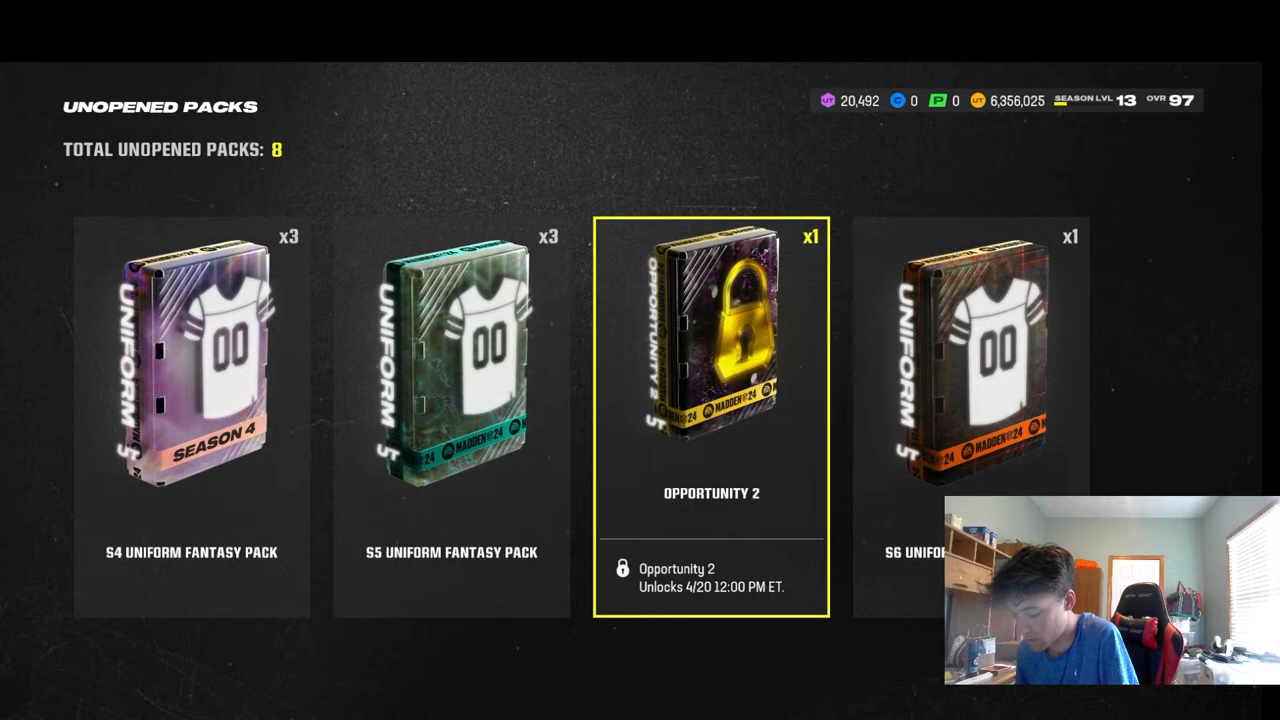 UNOPENED PACKS
20,492 0 0 6,356,025 SEASON LVL 13 OVR 97
TOTAL UNOPENED PACKS: 8
x3
x3
x1
x1
UNIFORM
00
SEASON 4
UNIFORM
00
24 MADDEN 24
OPPORTUNITY 2
24 MADDEN 24
UNIFORM
00
24 MADDEN 24
S4 UNIFORM FANTASY PACK
S5 UNIFORM FANTASY PACK
OPPORTUNITY 2
Opportunity 2
Unlocks 4/20 12:00 PM ET.